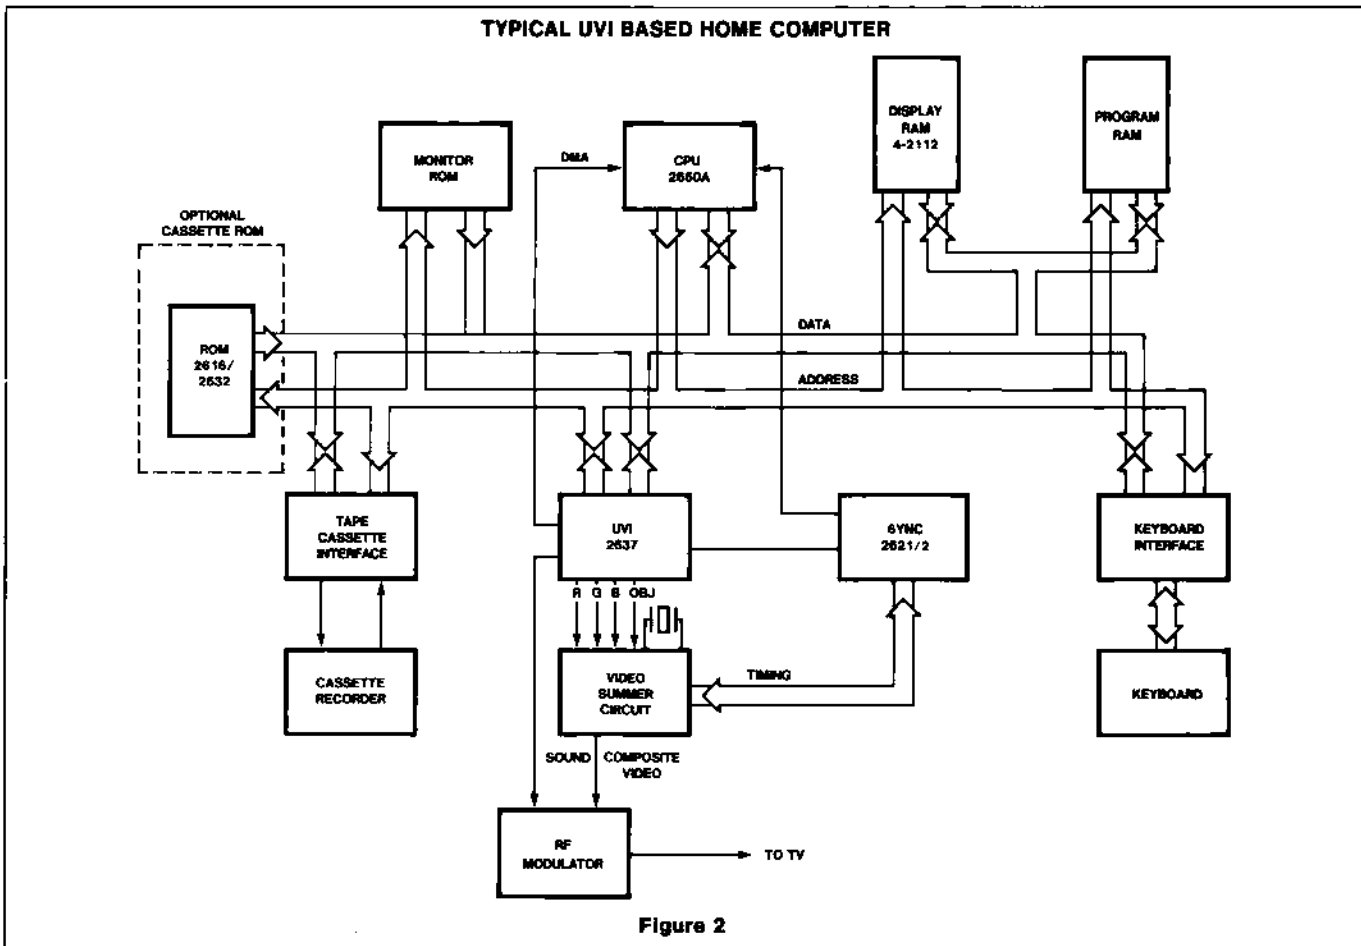 TYPICAL UVI BASED HOME COMPUTER
DISPLAY
RAM
4-2112
PROGRAM
RAM
MONITOR
ROM
DMA
CPU
2650A
OPTIONAL
CASSETTE ROM
DATA
ROM
2616/
2632
ADDRESS
TAPE
CASSETTE
INTERFACE
UVI
2637
SYNC
2621/2
KEYBOARD
INTERFACE
R G B OBJ
CASSETTE
RECORDER
VIDEO
SUMMER
CIRCUIT
TIMING
KEYBOARD
SOUND
COMPOSITE
VIDEO
RF
MODULATOR
TO TV
Figure 2